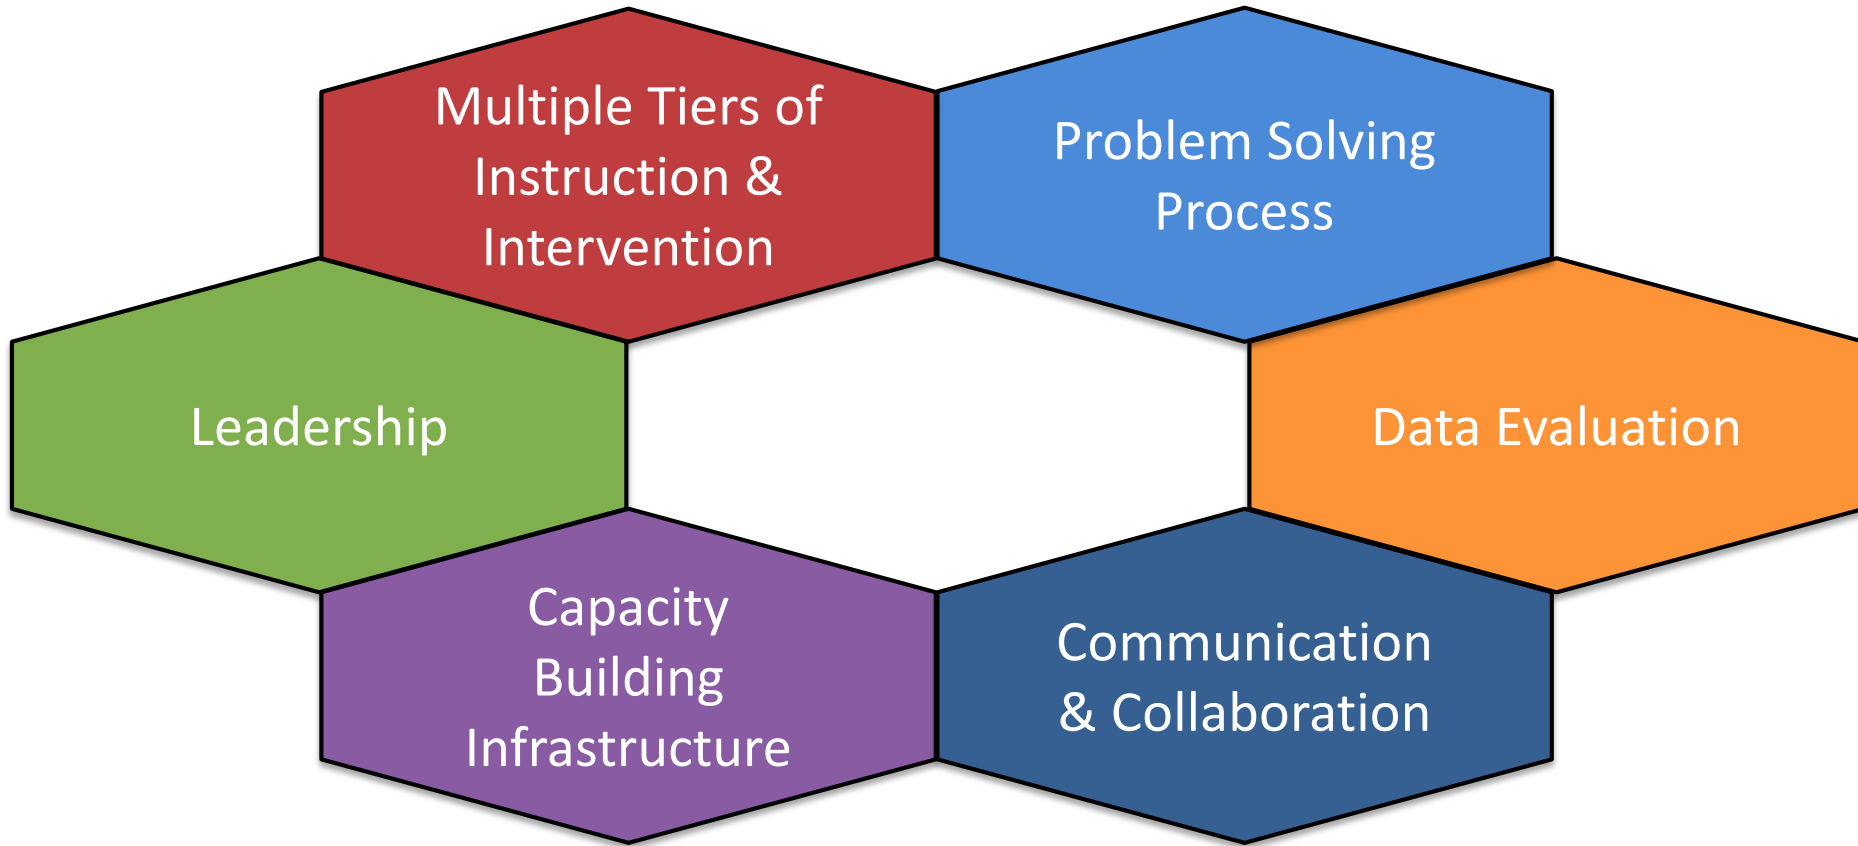 Multiple Tiers of
Instruction &
Intervention
Problem Solving
Process
Leadership
Data Evaluation
Capacity
Building
Infrastructure
Communication
& Collaboration